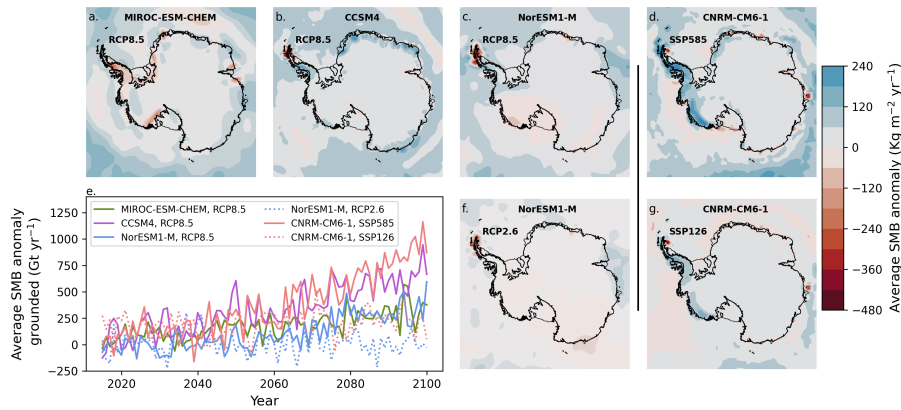 a.
MIROC-ESM-CHEM
RCP8.5
b.
CCSM4
RCP8.5
c.
NorESM1-M
RCP8.5
d.
CNRM-CM6-1
SSP585
240
120
0
−120
−240
−360
−480
Average SMB anomaly (Kg m⁻² yr⁻¹)
e.
Average SMB anomaly
grounded (Gt yr⁻¹)
1250
1000
750
500
250
0
−250
MIROC-ESM-CHEM, RCP8.5
CCSM4, RCP8.5
NorESM1-M, RCP8.5
NorESM1-M, RCP2.6
CNRM-CM6-1, SSP585
CNRM-CM6-1, SSP126
2020
2040
2060
2080
2100
Year
f.
NorESM1-M
RCP2.6
g.
CNRM-CM6-1
SSP126